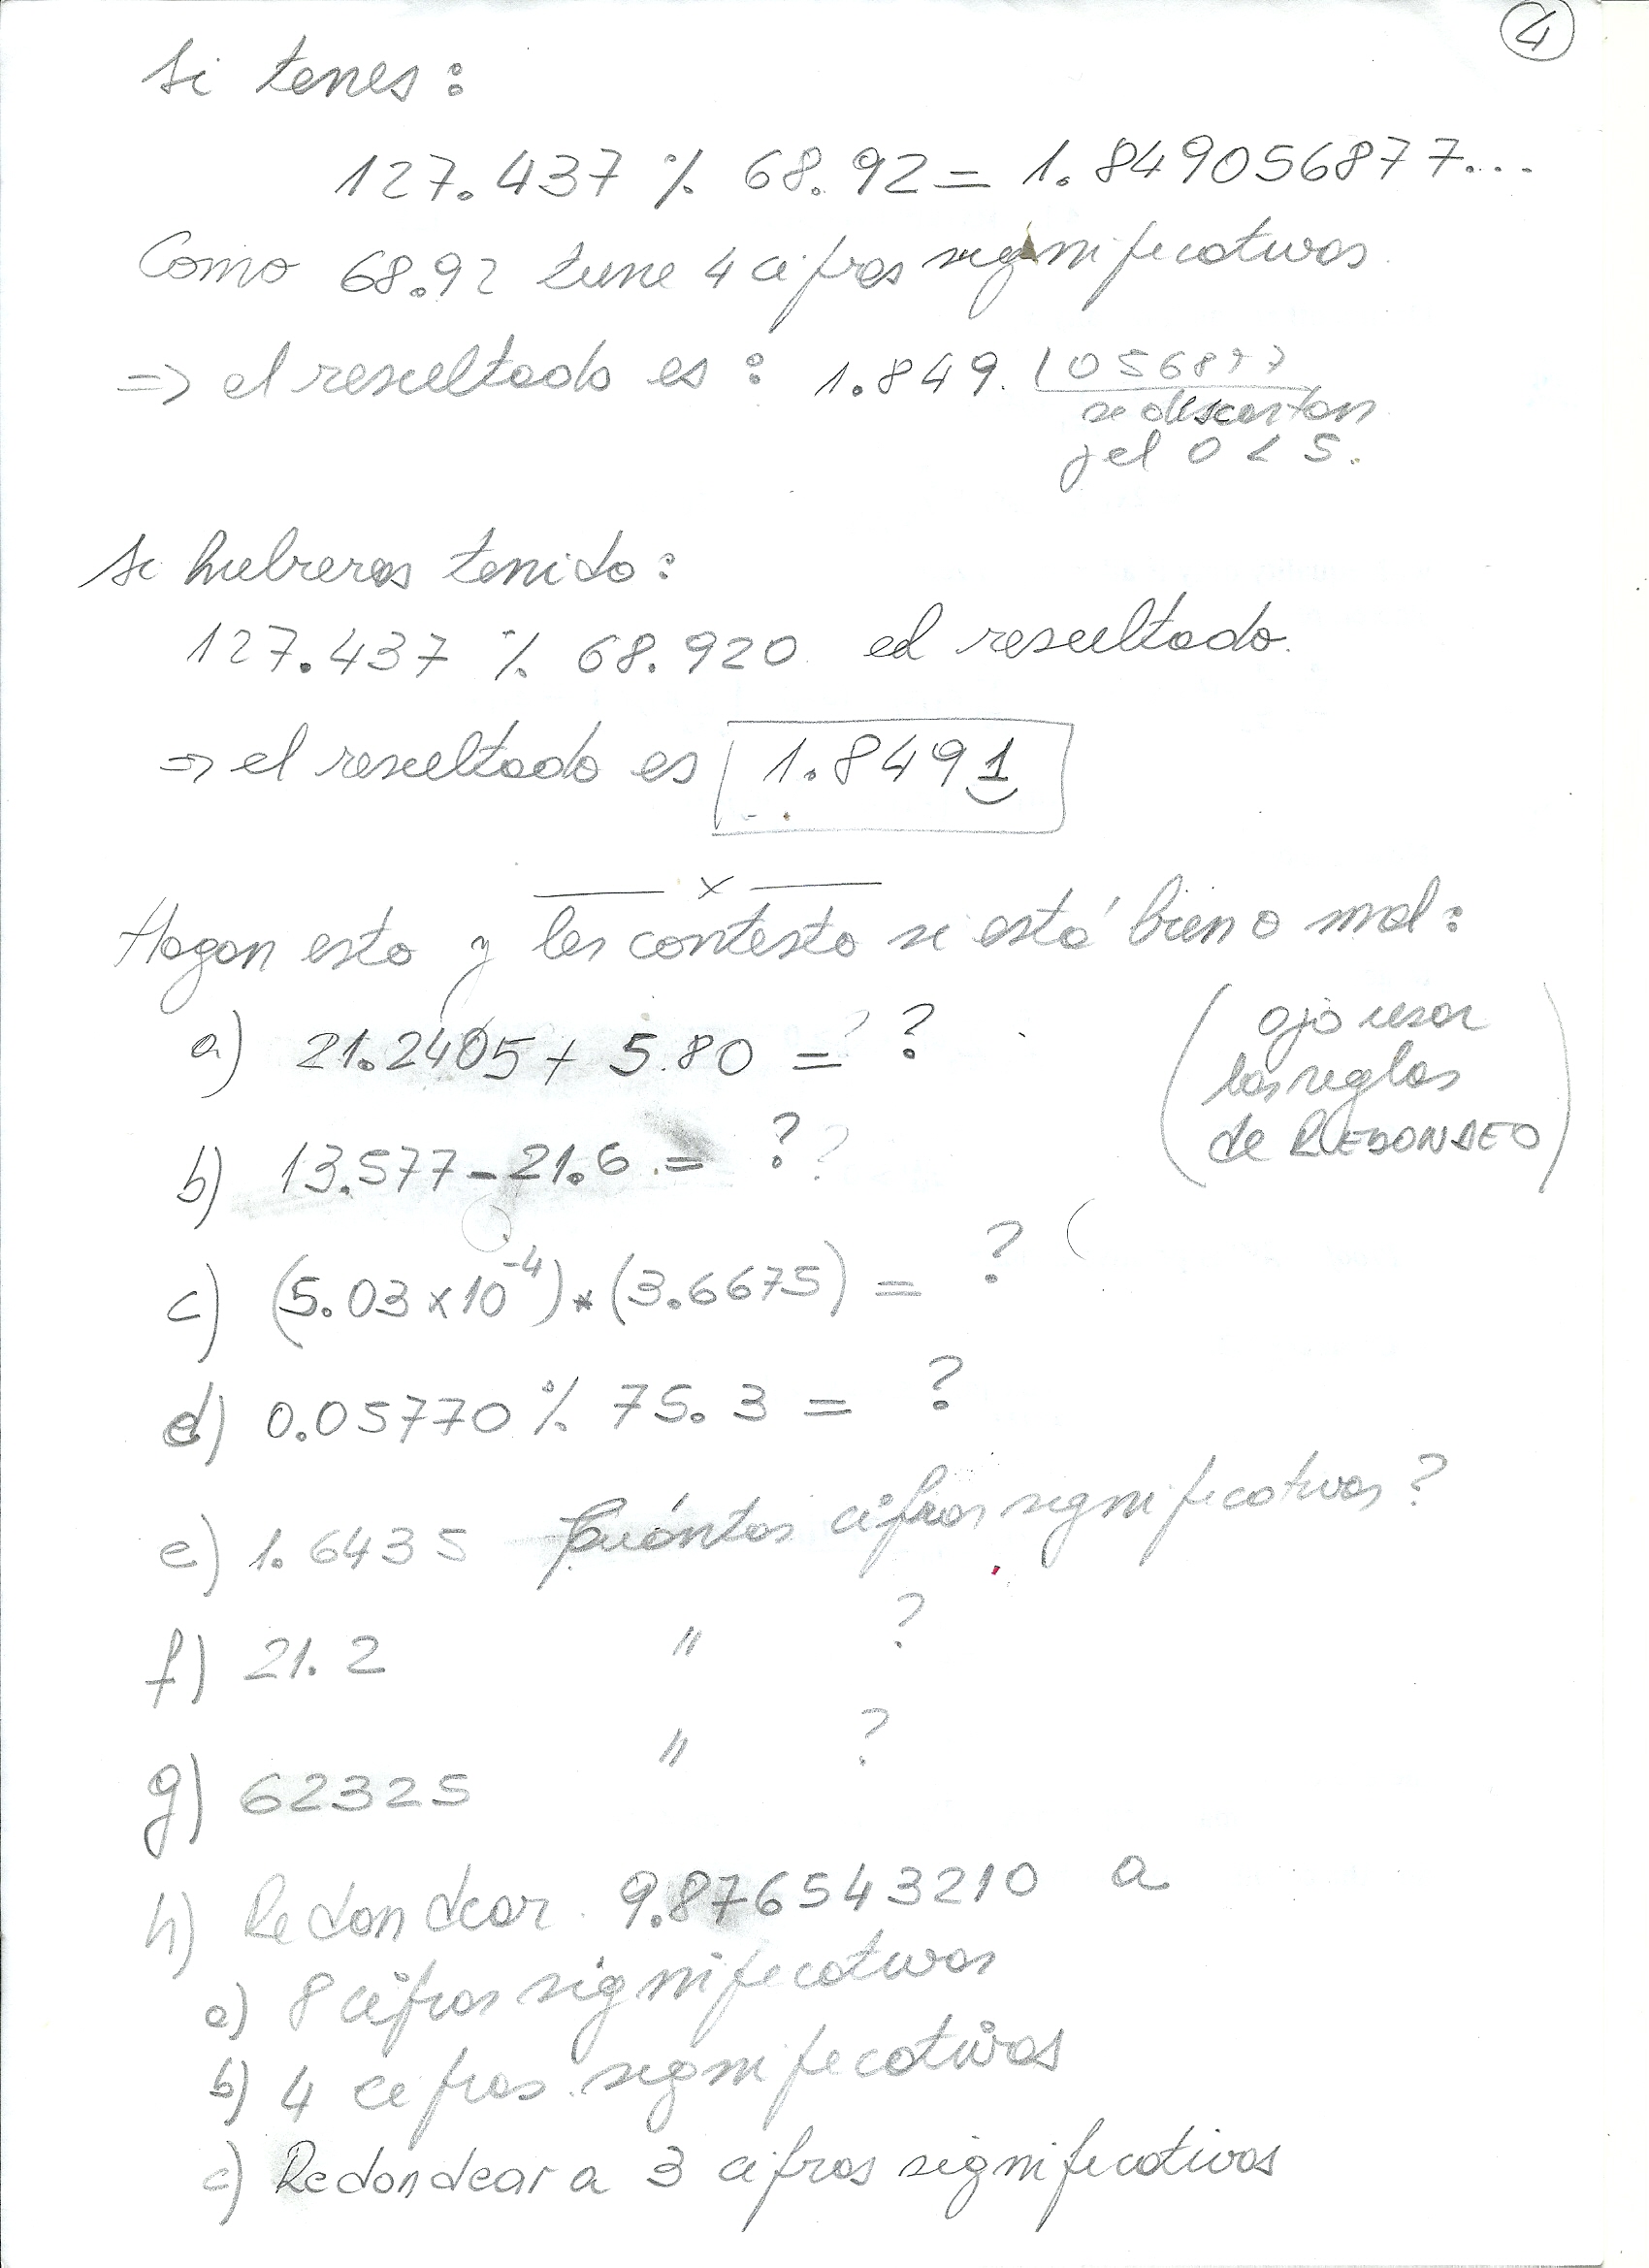 4
Si tenes:
127.437 % 68.92 = 1.849056877...
Como 68.92 tiene 4 cifras significativas.
=> el resultado es: 1.849. 056877
se descartan
y el 0 < 5.
Si hubieras tenido:
127.437 % 68.920 el resultado.
=> el resultado es 1.8491
x
Hagan esto y les contesto si está bien o mal:
a) 21.2405 + 5.80 = ?
(ojo usar
las reglas
de REDONDEO)
b) 13.577 - 21.6 = ?
c) (5.03 x 10⁻⁴) * (3.6675) = ?
d) 0.05770 % 75.3 = ?
e) 1.6435 Cuántas cifras significativas?
f) 21.2 " ?
g) 62325 " ?
h) Redondear 9.876543210 a
a) 8 cifras significativas
b) 4 cifras significativas
c) Redondear a 3 cifras significativas